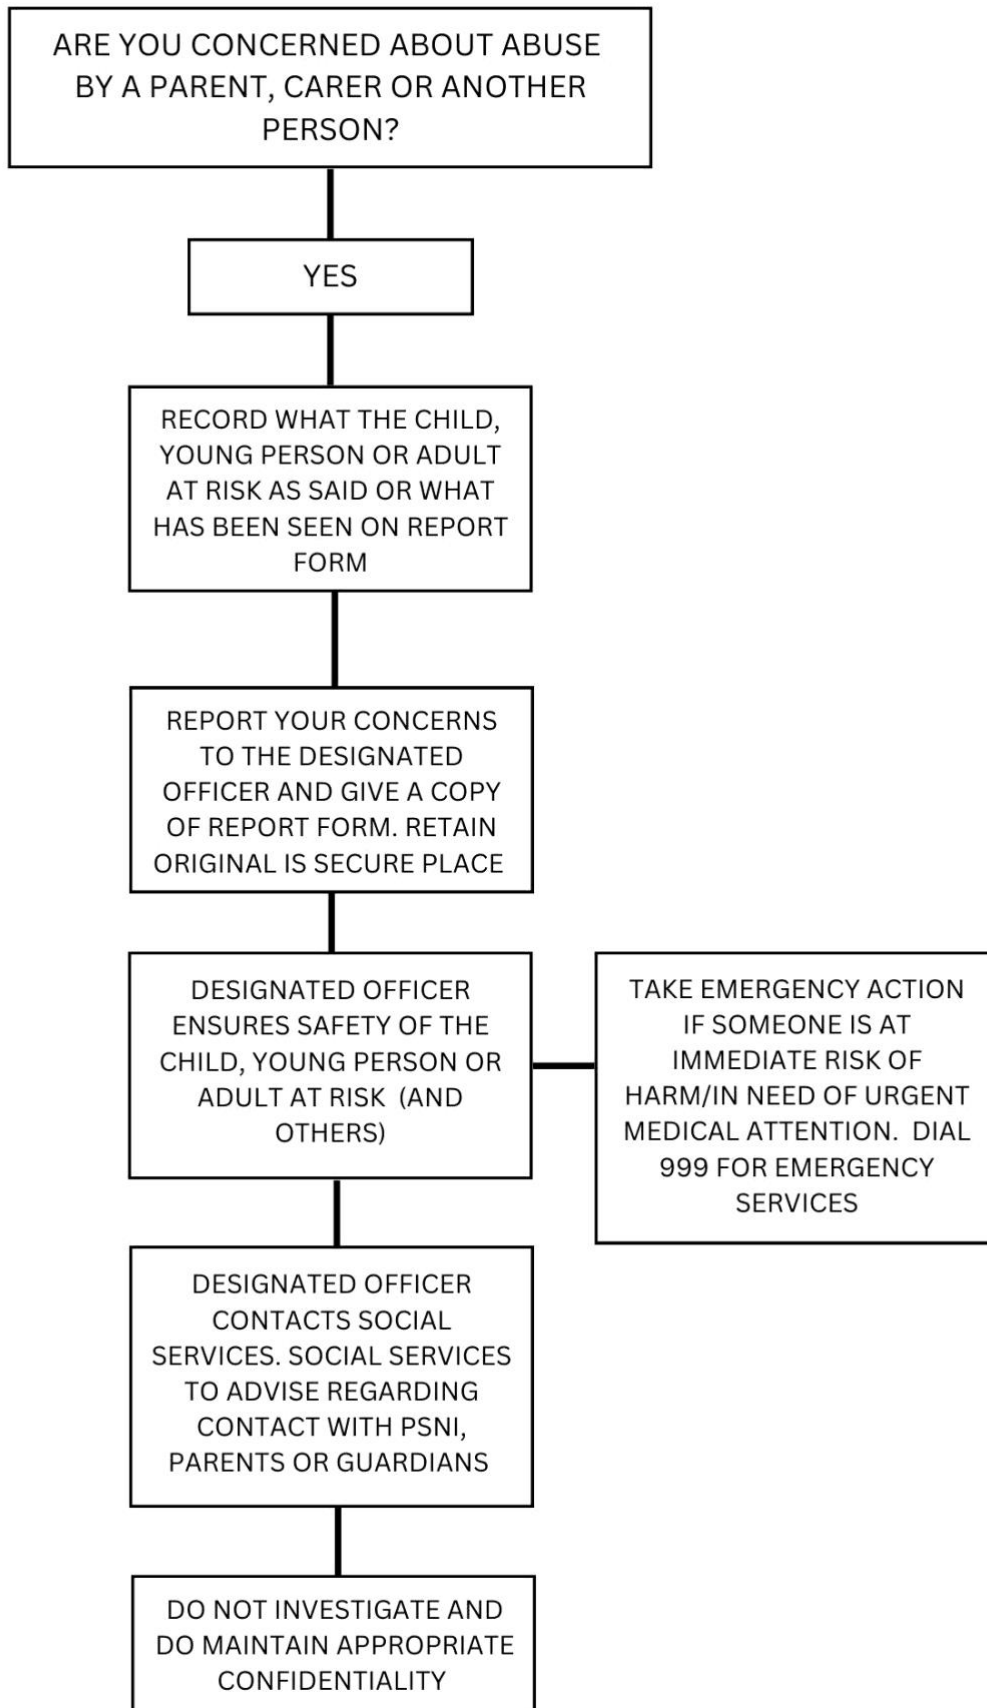 ARE YOU CONCERNED ABOUT ABUSE
BY A PARENT, CARER OR ANOTHER
PERSON?
YES
RECORD WHAT THE CHILD,
YOUNG PERSON OR ADULT
AT RISK AS SAID OR WHAT
HAS BEEN SEEN ON REPORT
FORM
REPORT YOUR CONCERNS
TO THE DESIGNATED
OFFICER AND GIVE A COPY
OF REPORT FORM. RETAIN
ORIGINAL IS SECURE PLACE
DESIGNATED OFFICER
ENSURES SAFETY OF THE
CHILD, YOUNG PERSON OR
ADULT AT RISK (AND
OTHERS)
TAKE EMERGENCY ACTION
IF SOMEONE IS AT
IMMEDIATE RISK OF
HARM/IN NEED OF URGENT
MEDICAL ATTENTION. DIAL
999 FOR EMERGENCY
SERVICES
DESIGNATED OFFICER
CONTACTS SOCIAL
SERVICES. SOCIAL SERVICES
TO ADVISE REGARDING
CONTACT WITH PSNI,
PARENTS OR GUARDIANS
DO NOT INVESTIGATE AND
DO MAINTAIN APPROPRIATE
CONFIDENTIALITY